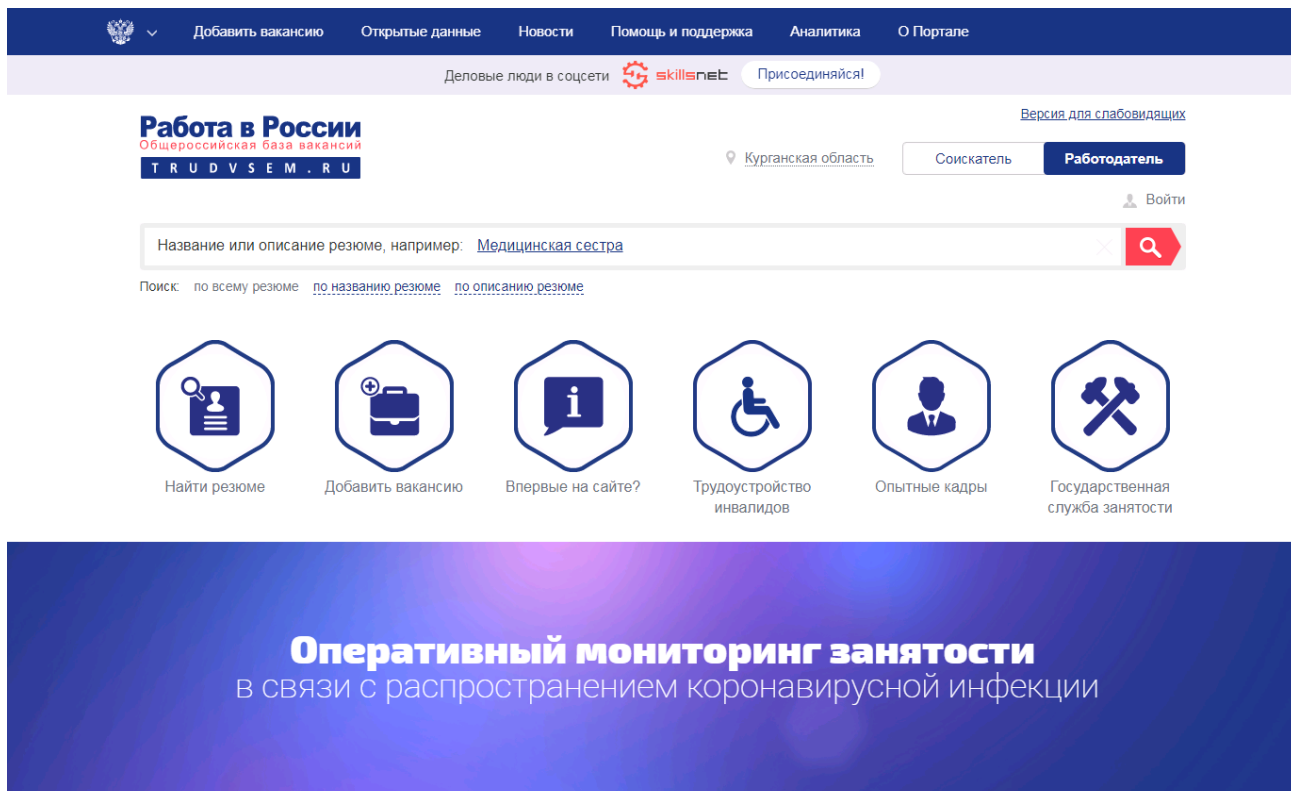 Добавить вакансию Открытые данные Новости Помощь и поддержка Аналитика О Портале
Деловые люди в соцсети skillsnet Присоединяйся!
Версия для слабовидящих
Работа в России
Общероссийская база вакансий
TRUDVSEM.RU
Курганская область Соискатель Работодатель
Войти
Название или описание резюме, например: Медицинская сестра
Поиск: по всему резюме по названию резюме по описанию резюме
Найти резюме Добавить вакансию Впервые на сайте? Трудоустройство инвалидов Опытные кадры Государственная служба занятости
Оперативный мониторинг занятости
в связи с распространением коронавирусной инфекции